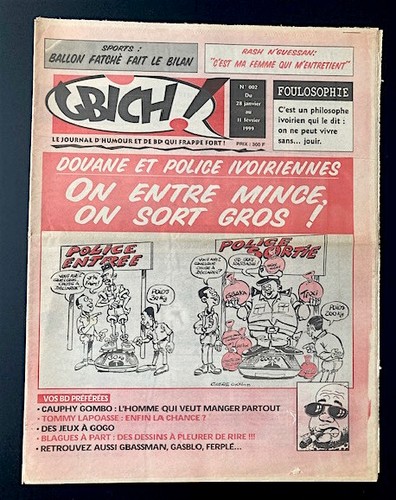 SPORTS :
BALLON FATCHÈ FAIT LE BILAN
RASH N'GUESSAN:
"C'EST MA FEMME QUI M'ENTRETIENT"
GBICH!
N° 002
Du
28 janvier
au
11 février
1999
PRIX : 300 F
LE JOURNAL D'HUMOUR ET DE BD QUI FRAPPE FORT !
FOULOSOPHIE
C'est un philosophe
ivoirien qui le dit :
on ne peut vivre
sans... jouir.
DOUANE ET POLICE IVOIRIENNES
ON ENTRE MINCE,
ON SORT GROS !
POLICE
ENTREE
POIDS
30 KG
POLICE
SORTIE
POIDS
200 KG
VOS BD PRÉFÉRÉES
• CAUPHY GOMBO : L'HOMME QUI VEUT MANGER PARTOUT
• TOMMY LAPOASSE : ENFIN LA CHANCE ?
• DES JEUX À GOGO
• BLAGUES À PART : DES DESSINS À PLEURER DE RIRE !!!
• RETROUVEZ AUSSI GBASSMAN, GASBLO, FERPLÉ...